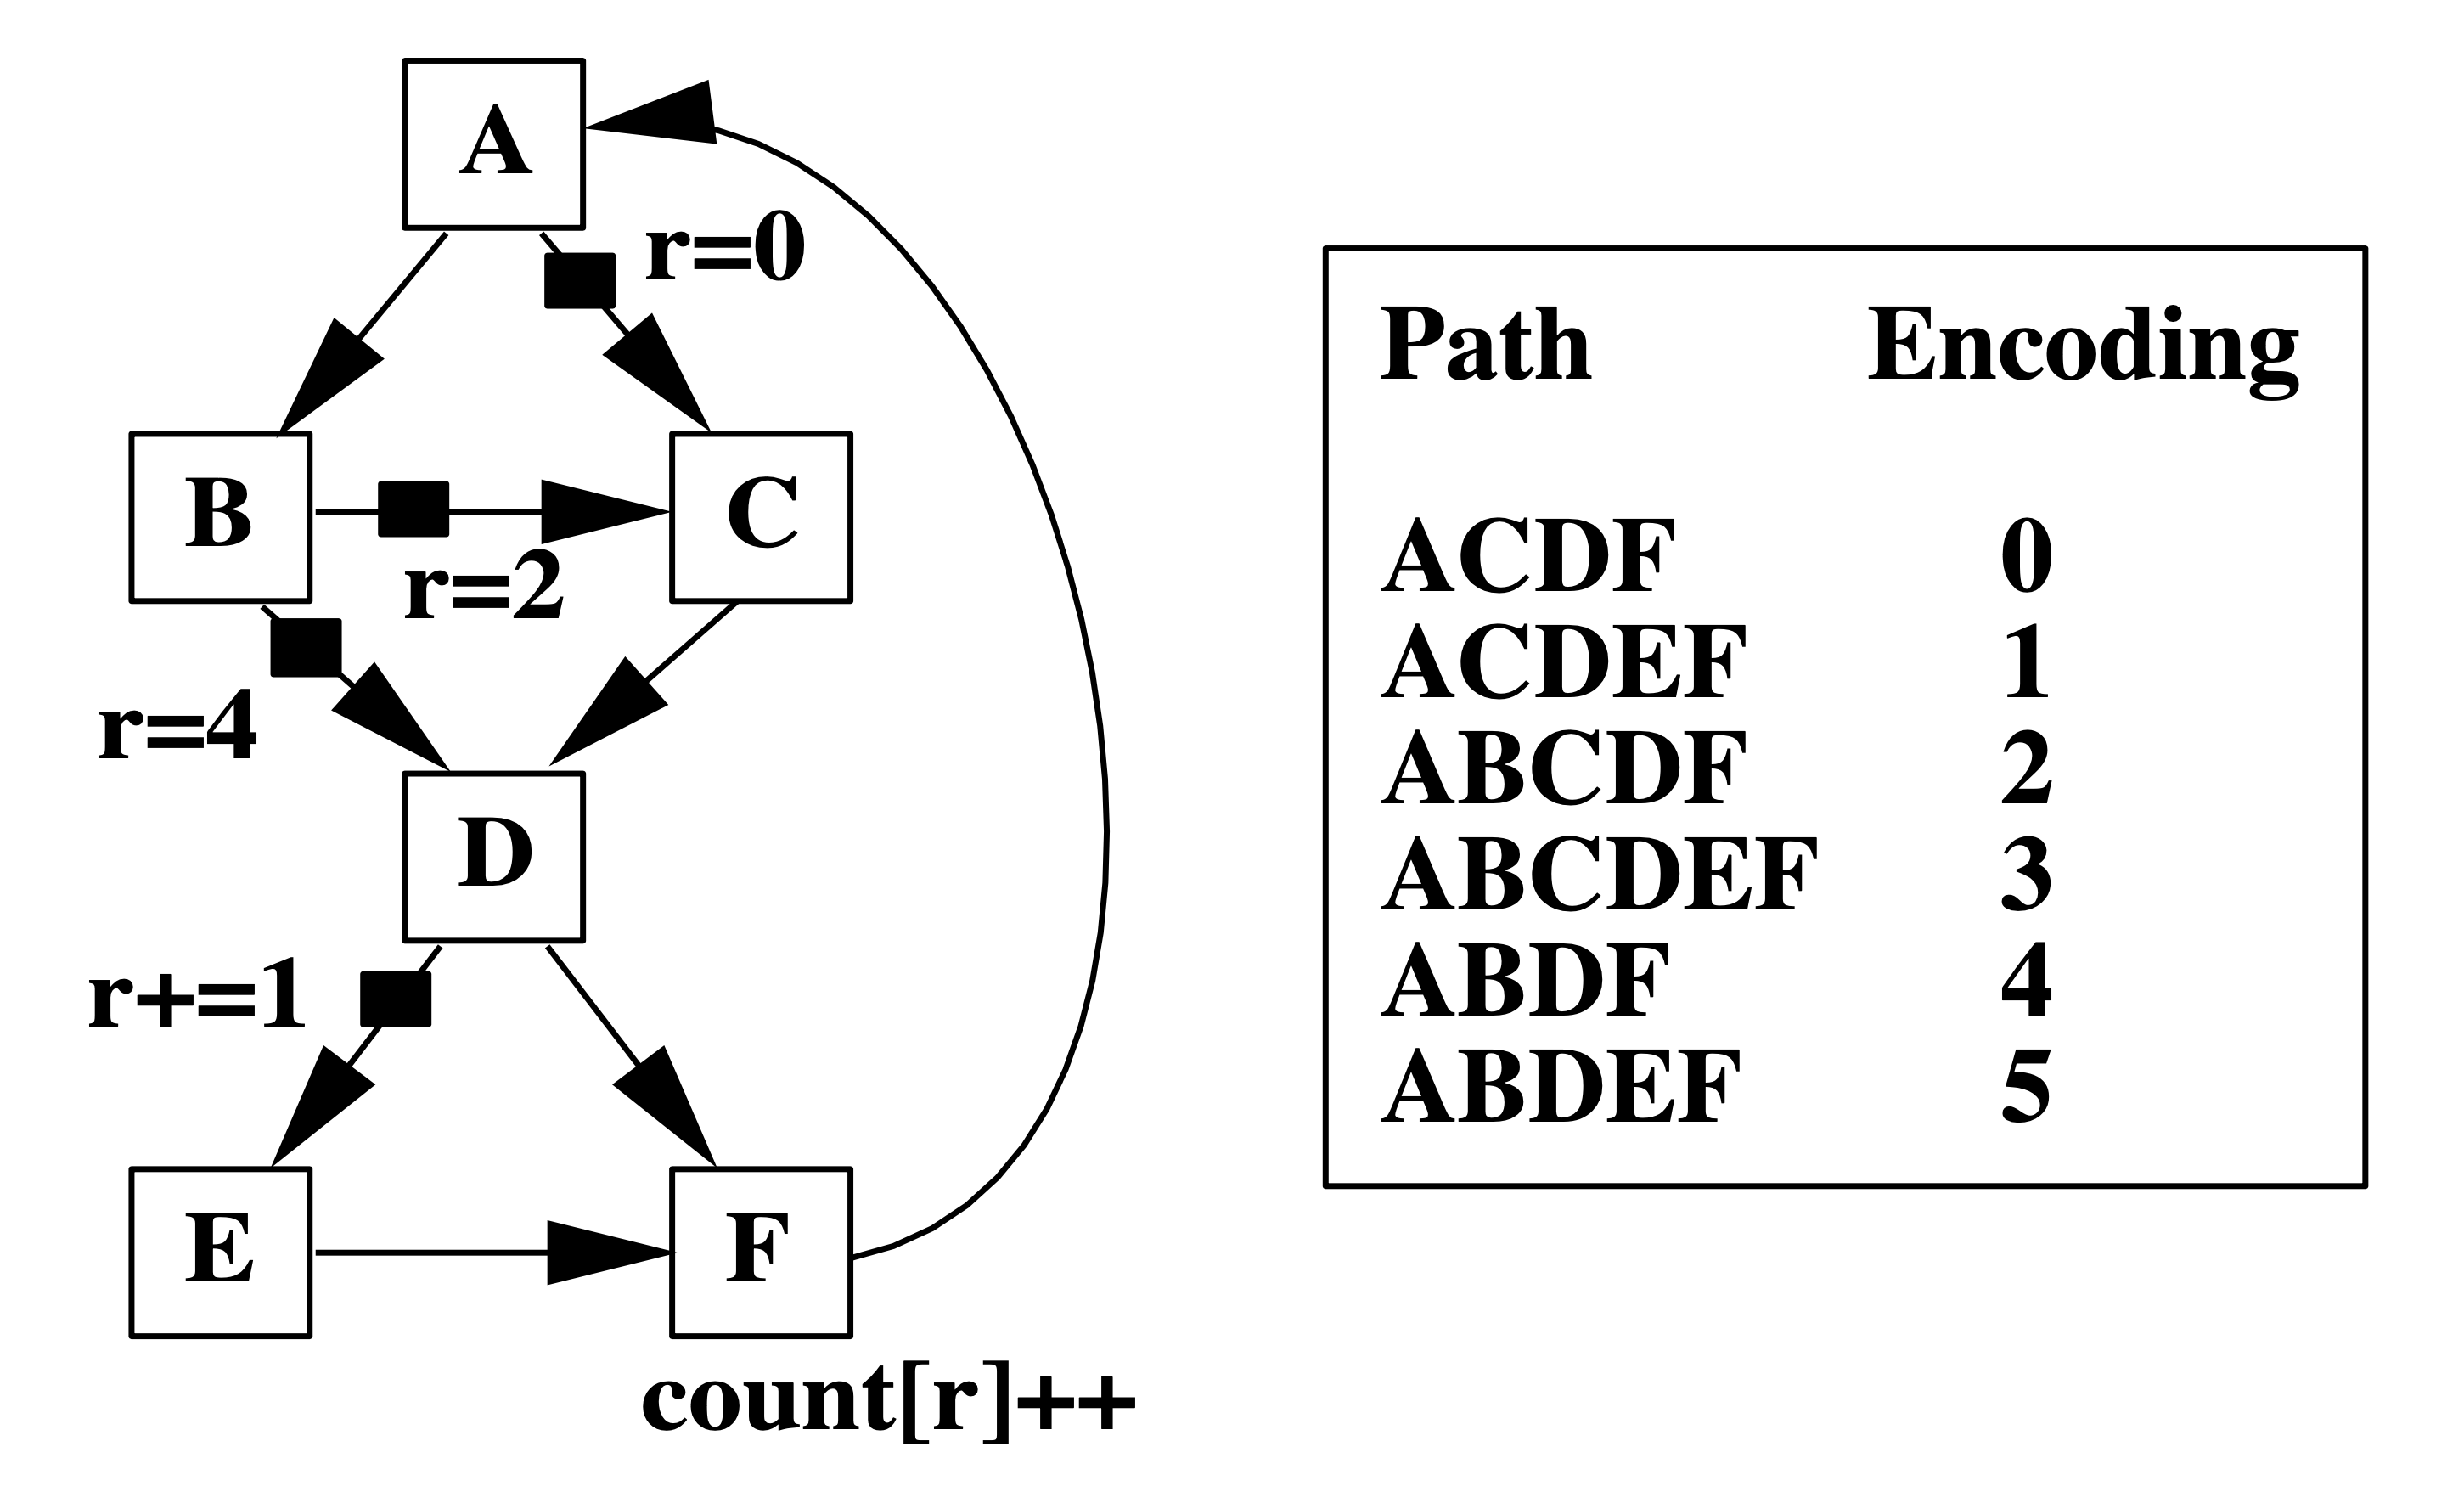 A
r=0
B
C
r=2
r=4
D
r+=1
E
F
count[r]++
Path Encoding
ACDF 0
ACDEF 1
ABCDF 2
ABCDEF 3
ABDF 4
ABDEF 5